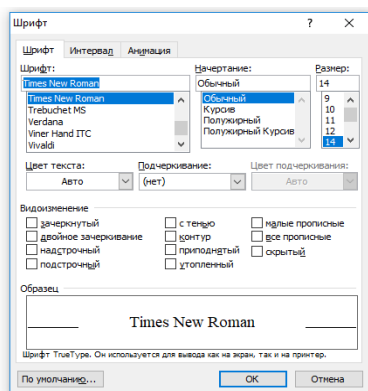 Шрифт ? ×
Шрифт Интервал Анимация
Шрифт: Начертание: Размер:
Times New Roman Обычный 14
Times New Roman Обычный 9
Trebuchet MS Курсив 10
Verdana Полужирный 11
Viner Hand ITC Полужирный Курсив 12
Vivaldi 14
Цвет текста: Подчеркивание: Цвет подчеркивания:
Авто (нет) Авто
Видоизменение
зачеркнутый с тенью малые прописные
двойное зачеркивание контур все прописные
надстрочный приподнятый скрытый
подстрочный утопленный
Образец
Times New Roman
Шрифт TrueType. Он используется для вывода как на экран, так и на принтер.
По умолчанию... ОК Отмена